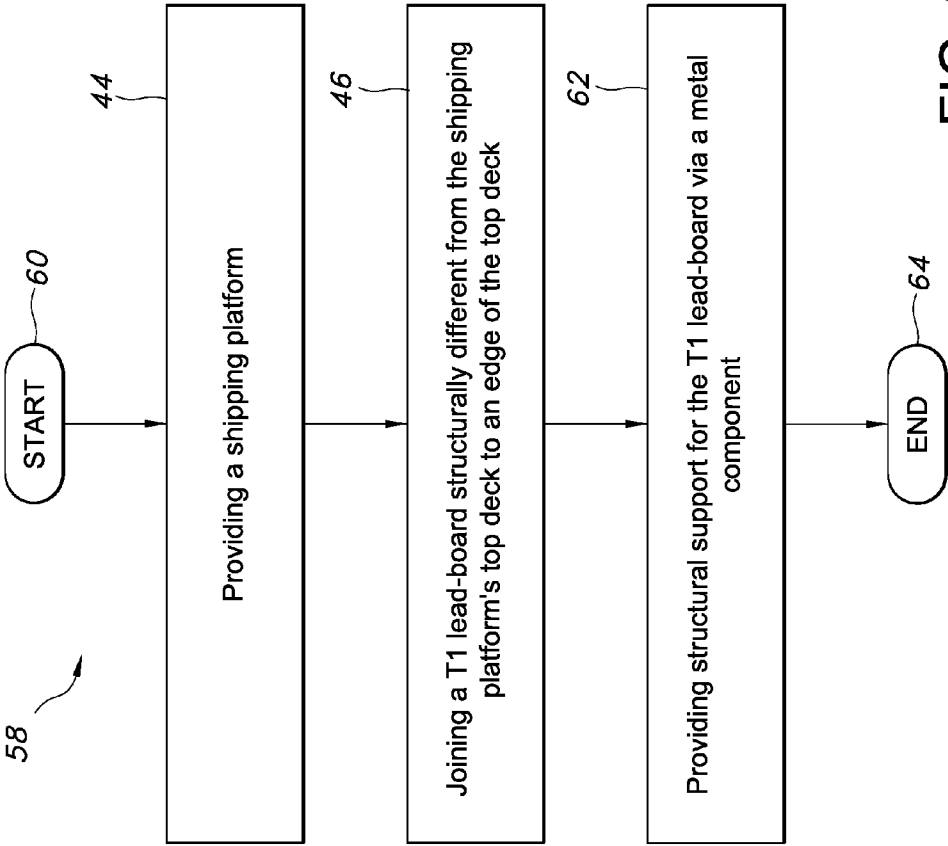 58
START
60
44
Providing a shipping platform
46
Joining a T1 lead-board structurally different from the shipping
platform's top deck to an edge of the top deck
62
Providing structural support for the T1 lead-board via a metal
component
END
64
FIG.